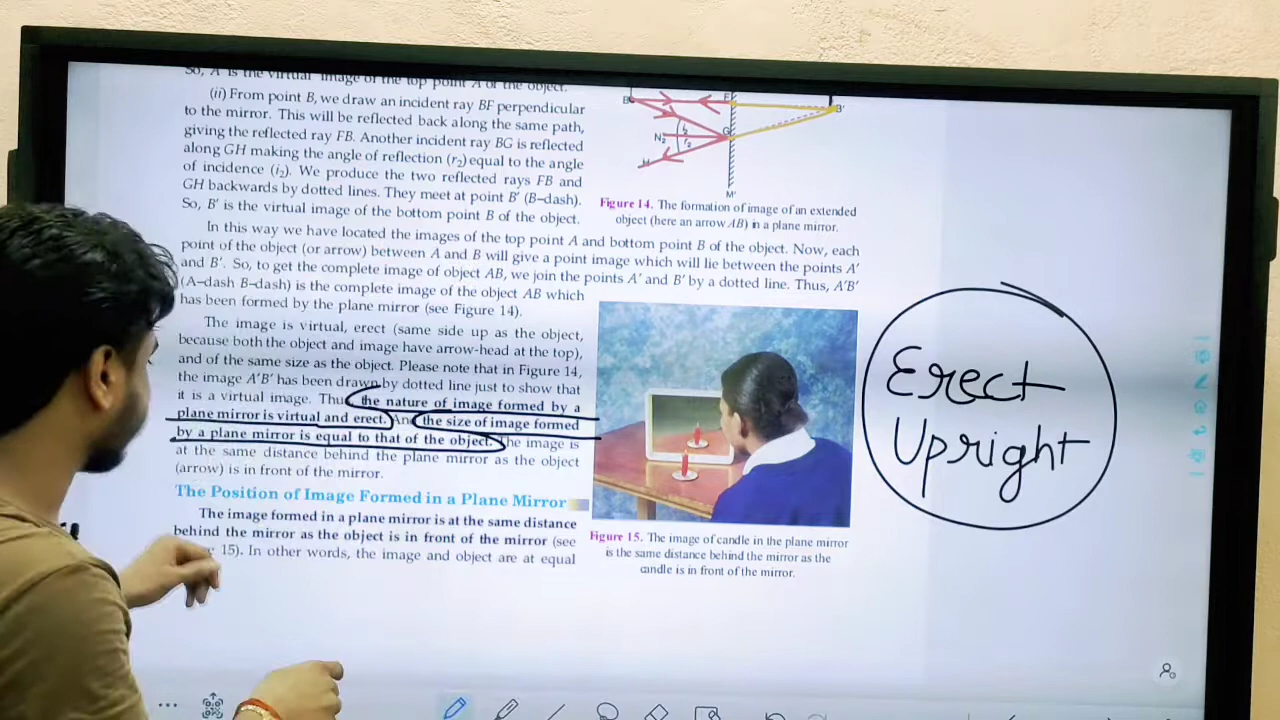 So, A' is the virtual image of the top point A of the object.
(ii) From point B, we draw an incident ray BF perpendicular
to the mirror. This will be reflected back along the same path,
giving the reflected ray FB. Another incident ray BG is reflected
along GH making the angle of reflection (r₂) equal to the angle
of incidence (i₂). We produce the two reflected rays FB and
GH backwards by dotted lines. They meet at point B′ (B–dash).
So, B′ is the virtual image of the bottom point B of the object.
B
F
B'
N₂
i₂
r₂
G
H
M'
Figure 14. The formation of image of an extended
object (here an arrow AB) in a plane mirror.
In this way we have located the images of the top point A and bottom point B of the object. Now, each
point of the object (or arrow) between A and B will give a point image which will lie between the points A′
and B′. So, to get the complete image of object AB, we join the points A′ and B′ by a dotted line. Thus, A′B′
(A–dash B–dash) is the complete image of the object AB which
has been formed by the plane mirror (see Figure 14).
The image is virtual, erect (same side up as the object,
because both the object and image have arrow-head at the top),
and of the same size as the object. Please note that in Figure 14,
the image A′B′ has been drawn by dotted line just to show that
it is a virtual image. Thus the nature of image formed by a
plane mirror is virtual and erect. And the size of image formed
by a plane mirror is equal to that of the object. The image is
at the same distance behind the plane mirror as the object
(arrow) is in front of the mirror.
The Position of Image Formed in a Plane Mirror
The image formed in a plane mirror is at the same distance
behind the mirror as the object is in front of the mirror (see
15). In other words, the image and object are at equal
Figure 15. The image of candle in the plane mirror
is the same distance behind the mirror as the
candle is in front of the mirror.
Erect
Upright